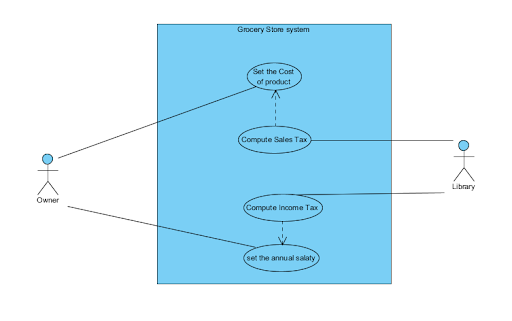 Grocery Store system
Set the Cost
of product
Compute Sales Tax
Library
Owner
Compute Income Tax
set the annual salaty